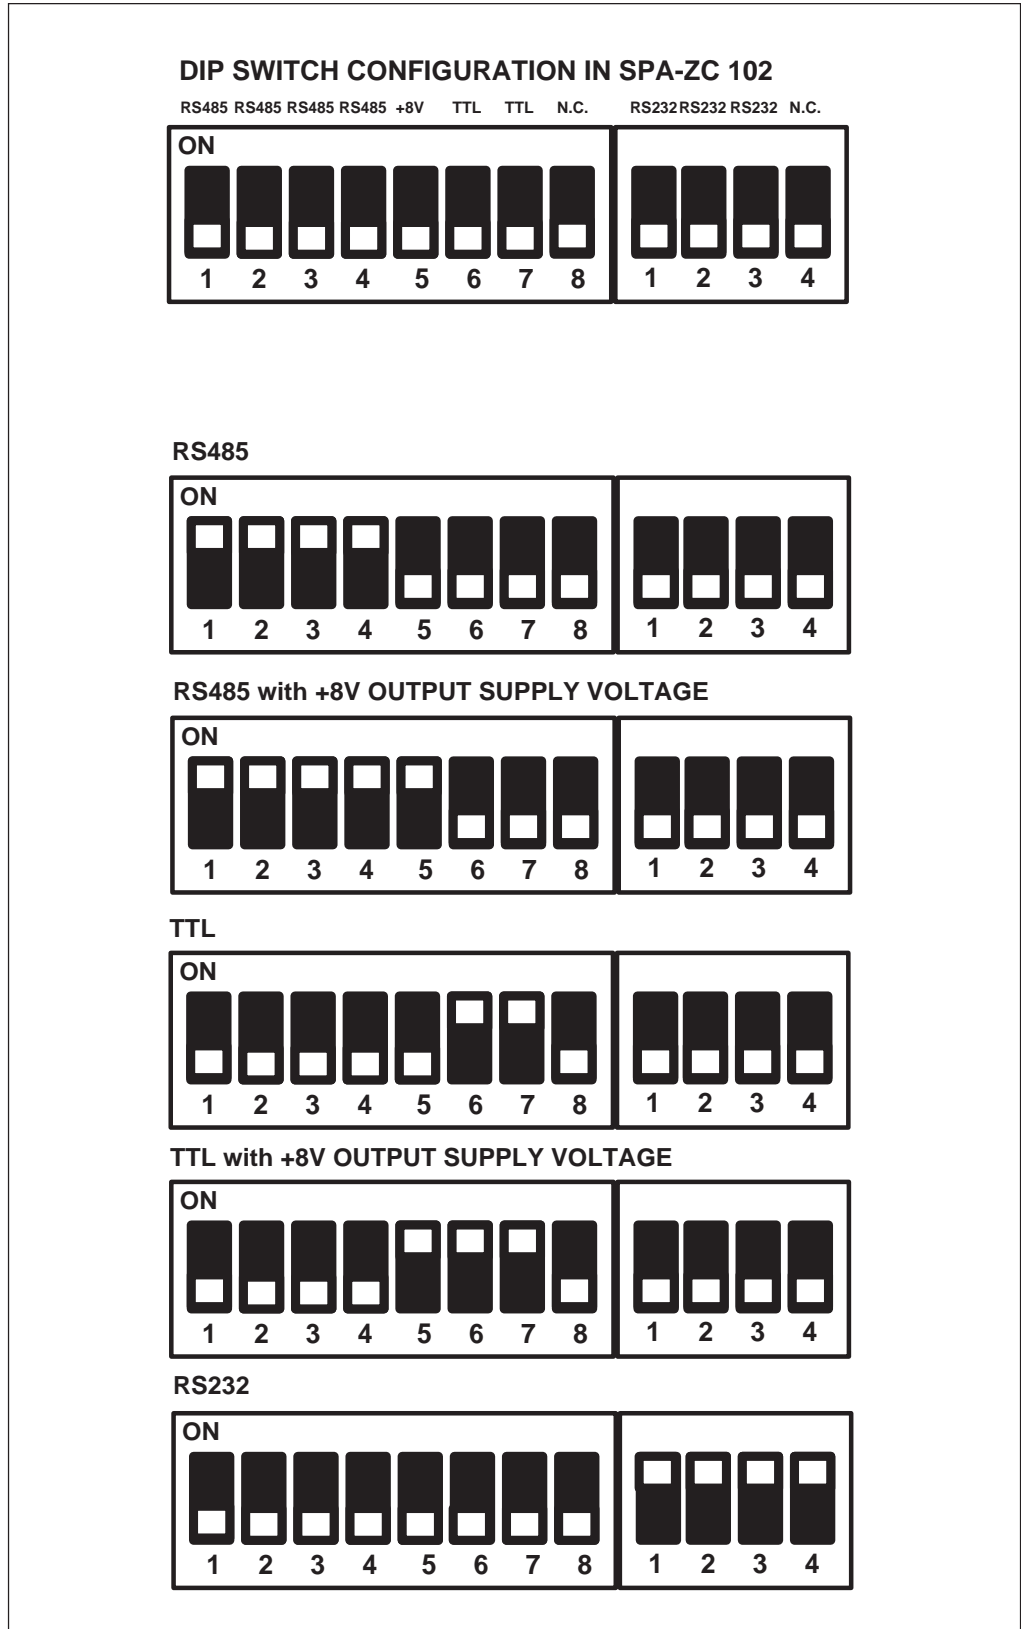 DIP SWITCH CONFIGURATION IN SPA-ZC 102
RS485 RS485 RS485 RS485 +8V TTL TTL N.C. RS232 RS232 RS232 N.C.
ON
1 2 3 4 5 6 7 8 1 2 3 4
RS485
ON
1 2 3 4 5 6 7 8 1 2 3 4
RS485 with +8V OUTPUT SUPPLY VOLTAGE
ON
1 2 3 4 5 6 7 8 1 2 3 4
TTL
ON
1 2 3 4 5 6 7 8 1 2 3 4
TTL with +8V OUTPUT SUPPLY VOLTAGE
ON
1 2 3 4 5 6 7 8 1 2 3 4
RS232
ON
1 2 3 4 5 6 7 8 1 2 3 4